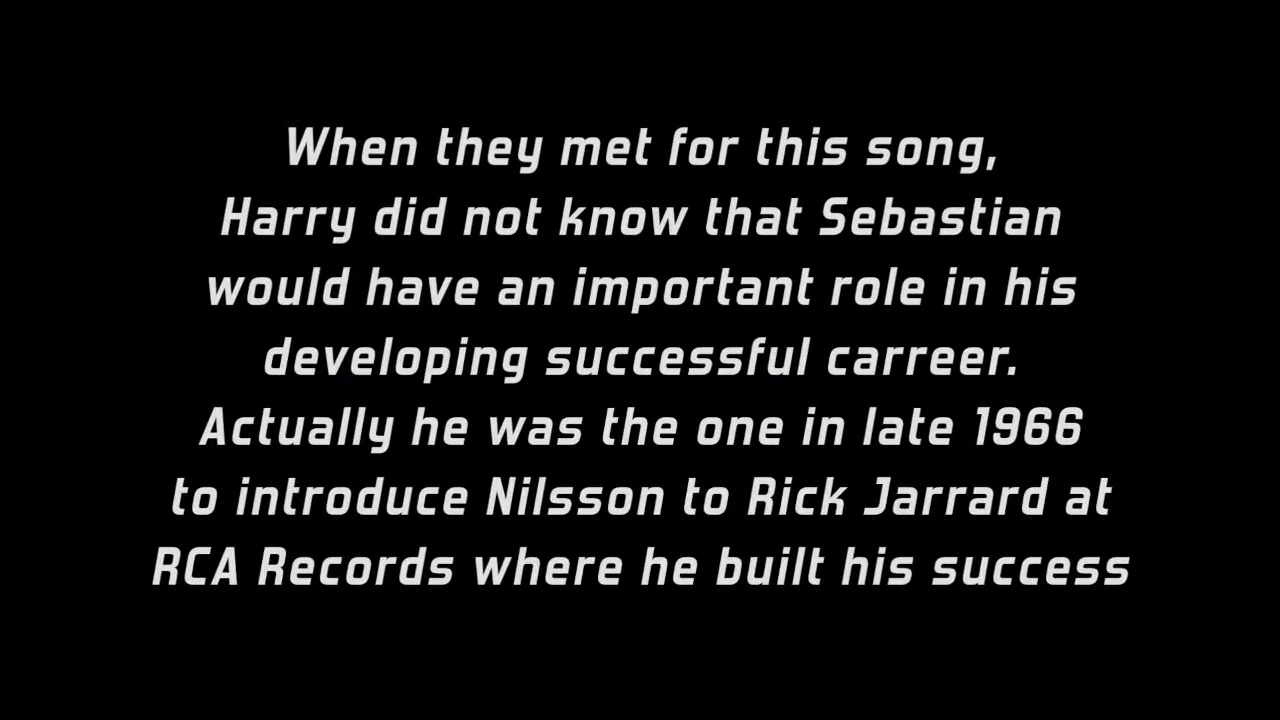 When they met for this song,
Harry did not know that Sebastian
would have an important role in his
developing successful carreer.
Actually he was the one in late 1966
to introduce Nilsson to Rick Jarrard at
RCA Records where he built his success